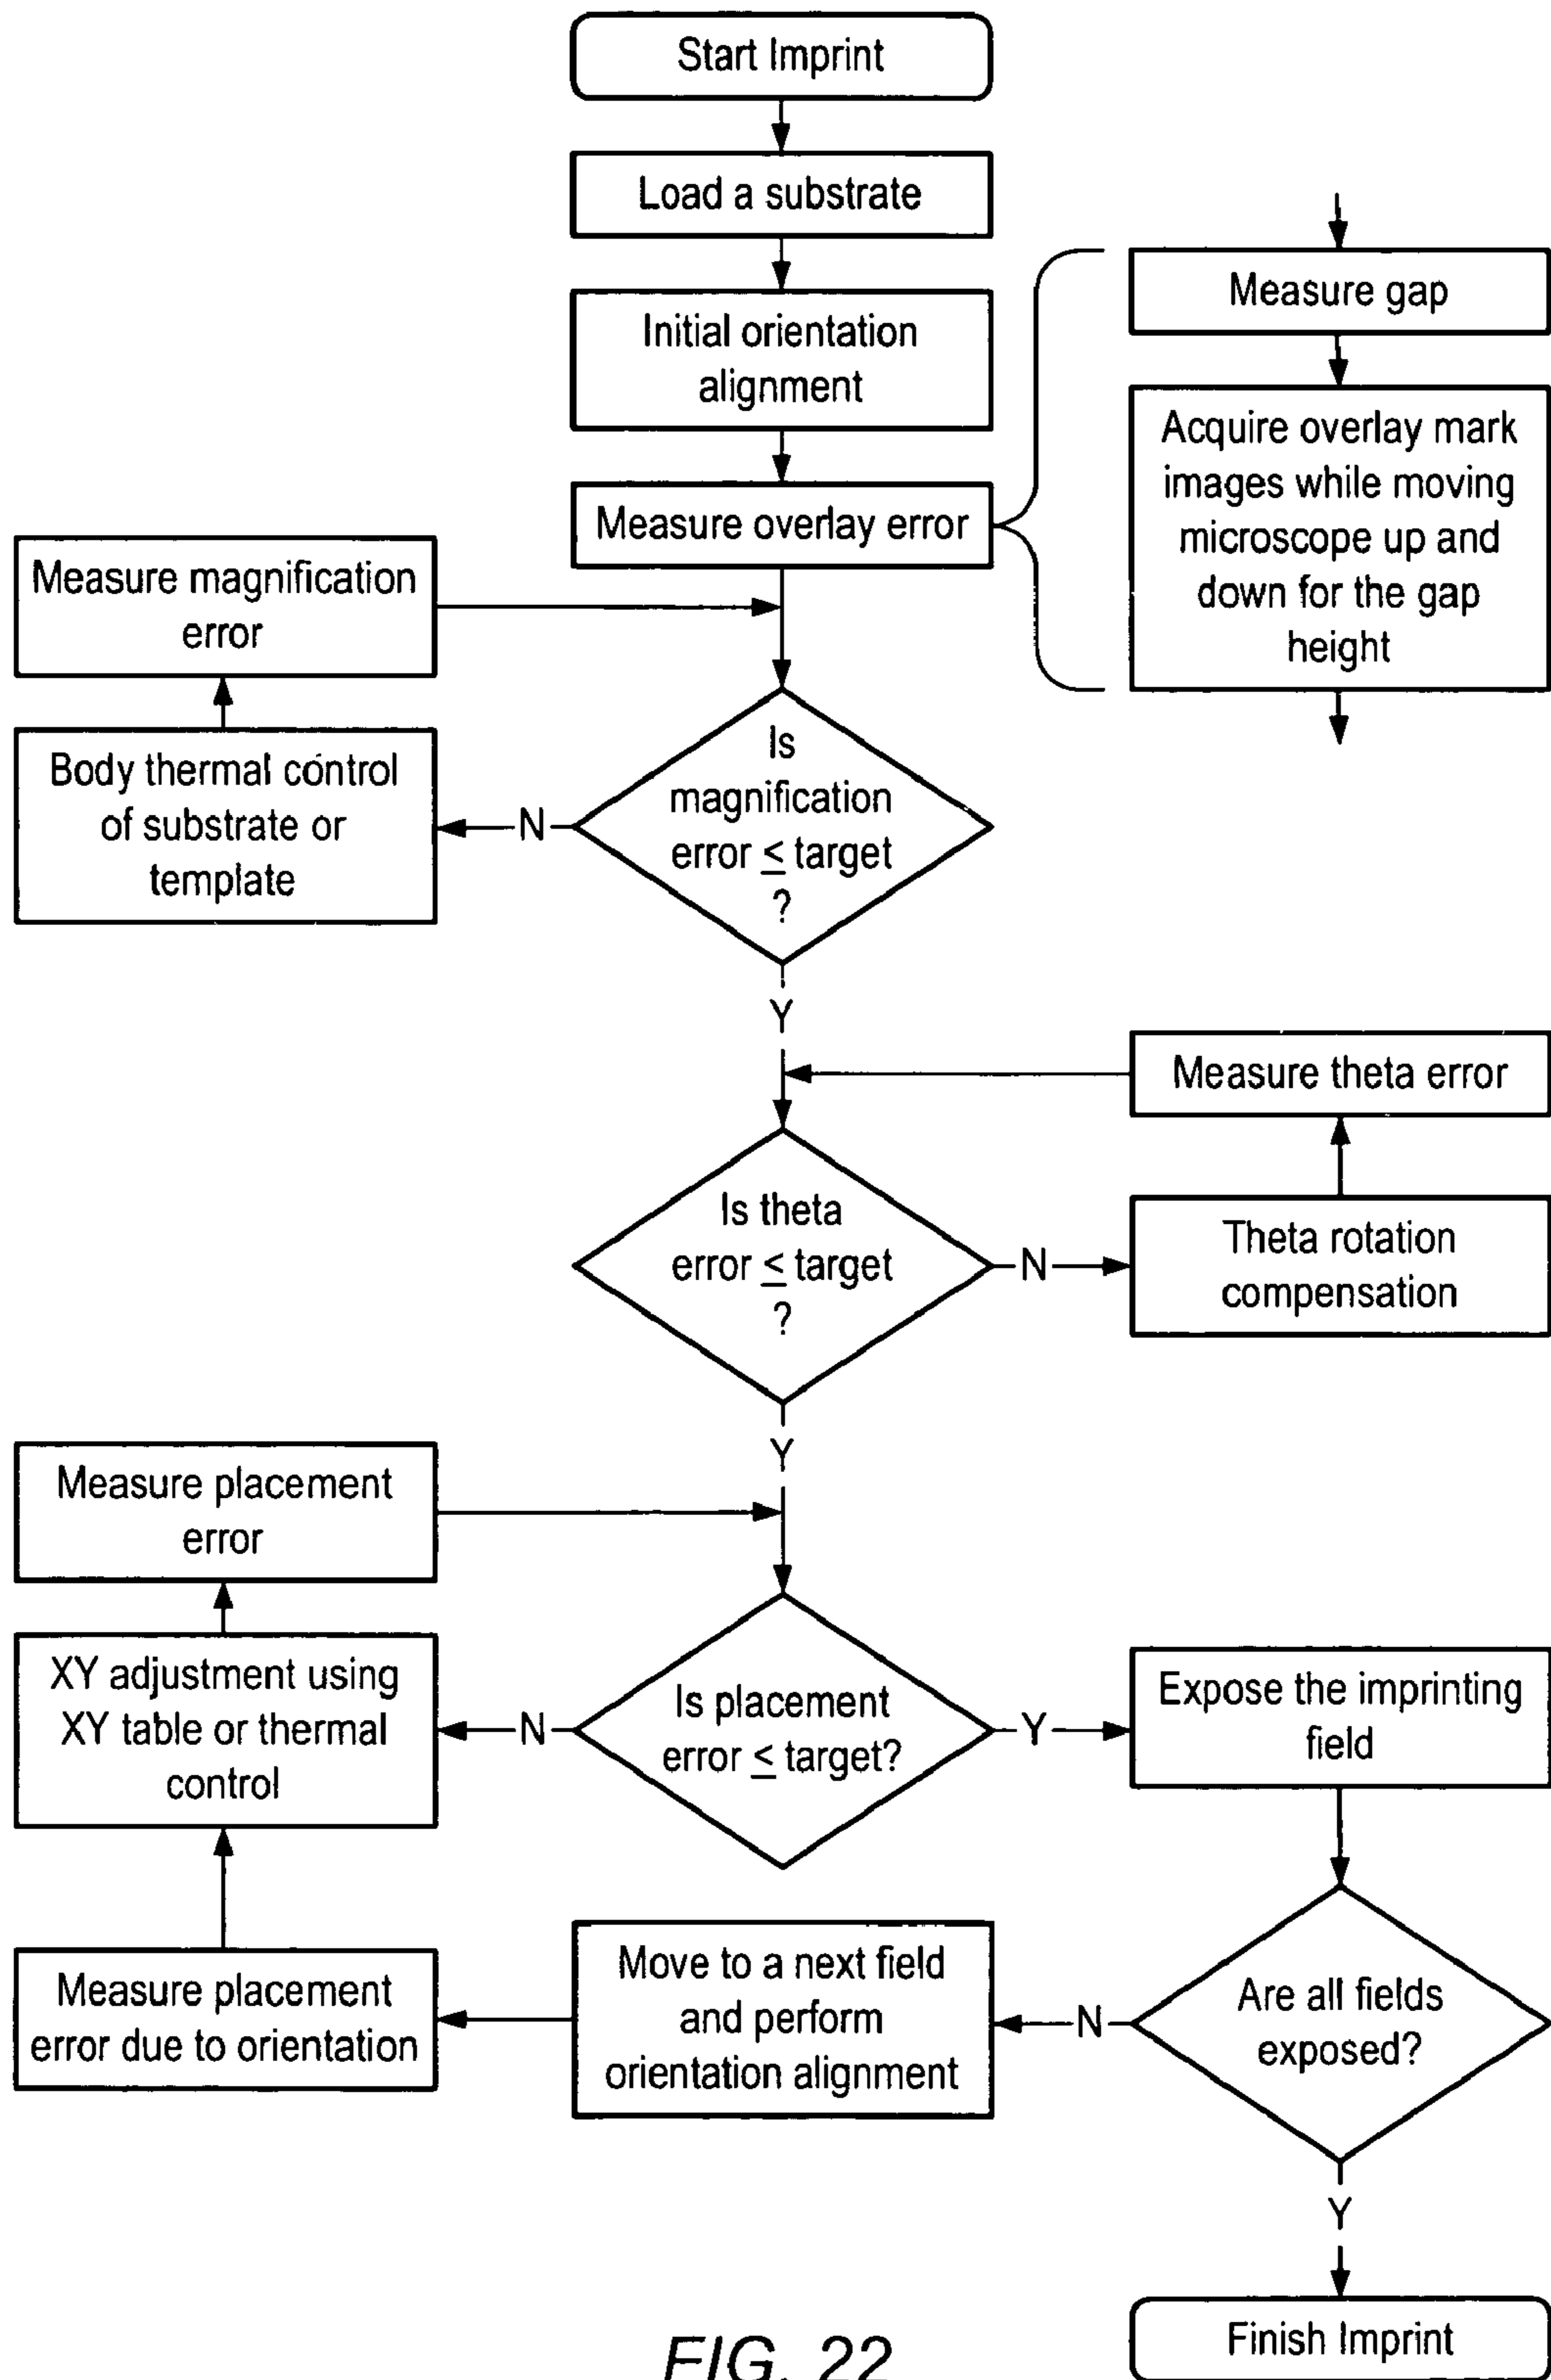 Start Imprint
Load a substrate
Initial orientation
alignment
Measure overlay error
Measure gap
Acquire overlay mark
images while moving
microscope up and
down for the gap
height
Measure magnification
error
Body thermal control
of substrate or
template
N
Is
magnification
error ≤ target
?
Y
Measure theta error
Is theta
error ≤ target
?
N
Theta rotation
compensation
Y
Measure placement
error
XY adjustment using
XY table or thermal
control
N
Is placement
error ≤ target?
Y
Expose the imprinting
field
Measure placement
error due to orientation
Move to a next field
and perform
orientation alignment
N
Are all fields
exposed?
Y
Finish Imprint
FIG. 22